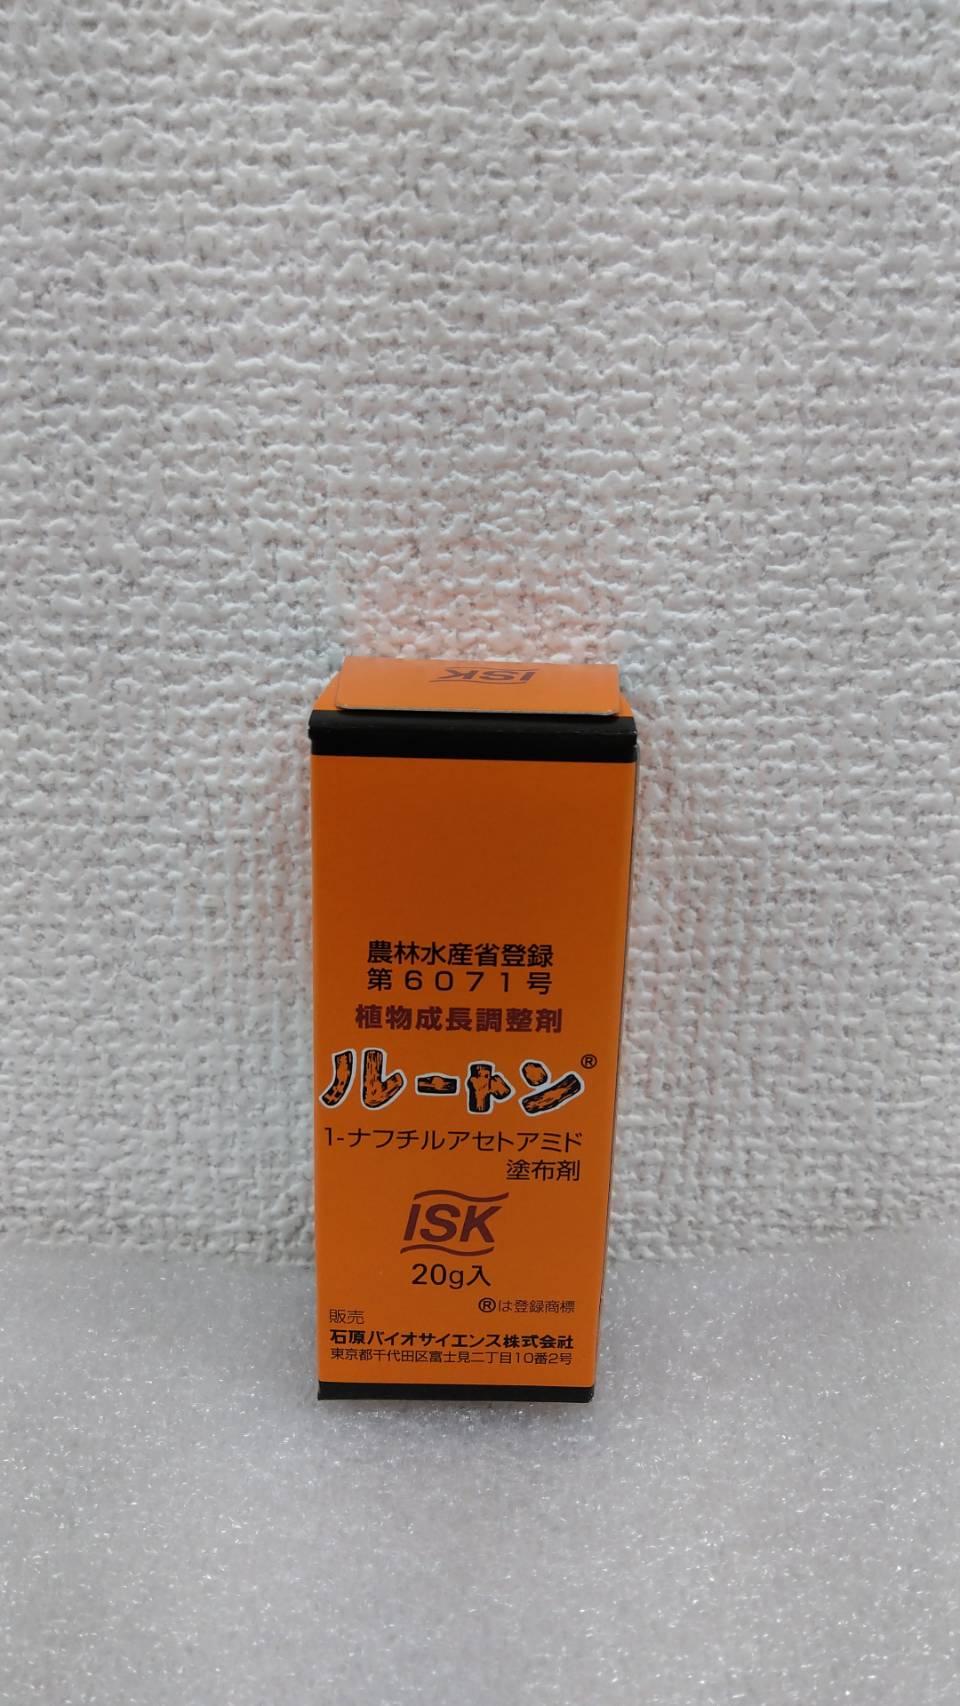 ISK
農林水産省登録
第6071号
植物成長調整剤
ルートン®
1-ナフチルアセトアミド
塗布剤
ISK
20g入
®は登録商標
販売
石原バイオサイエンス株式会社
東京都千代田区富士見二丁目10番2号